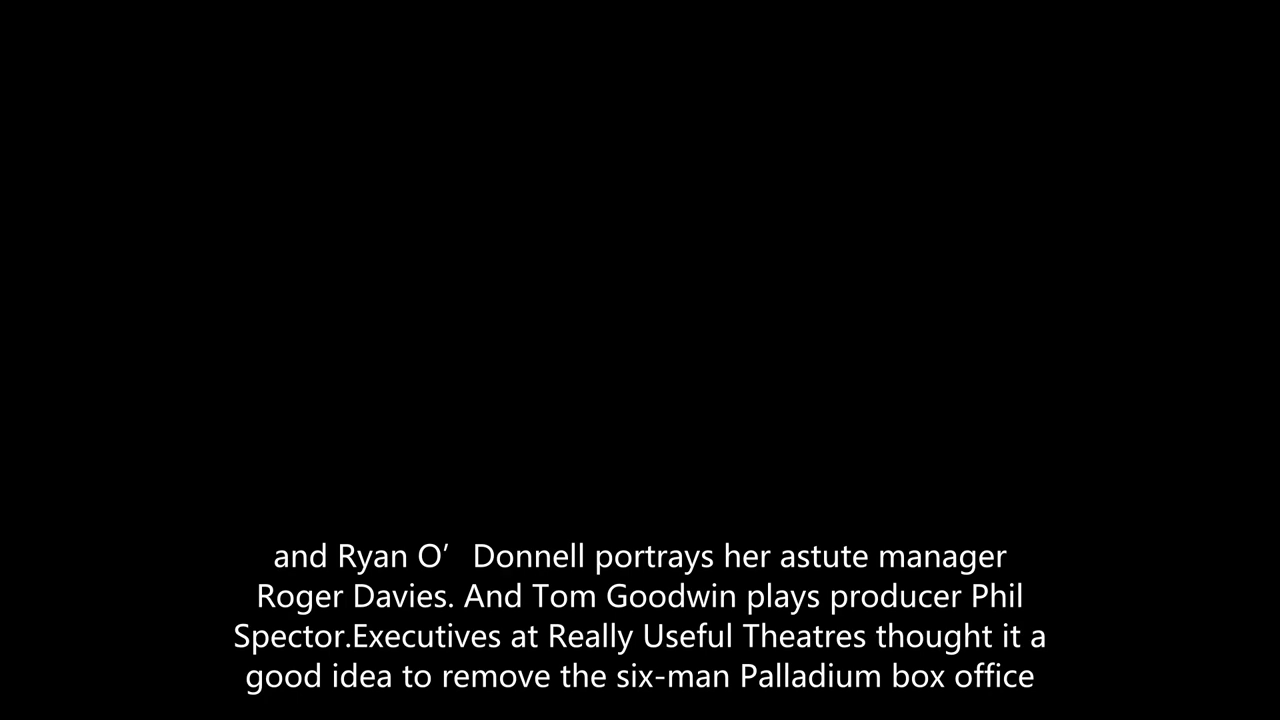 and Ryan O’ Donnell portrays her astute manager
Roger Davies. And Tom Goodwin plays producer Phil
Spector.Executives at Really Useful Theatres thought it a
good idea to remove the six-man Palladium box office